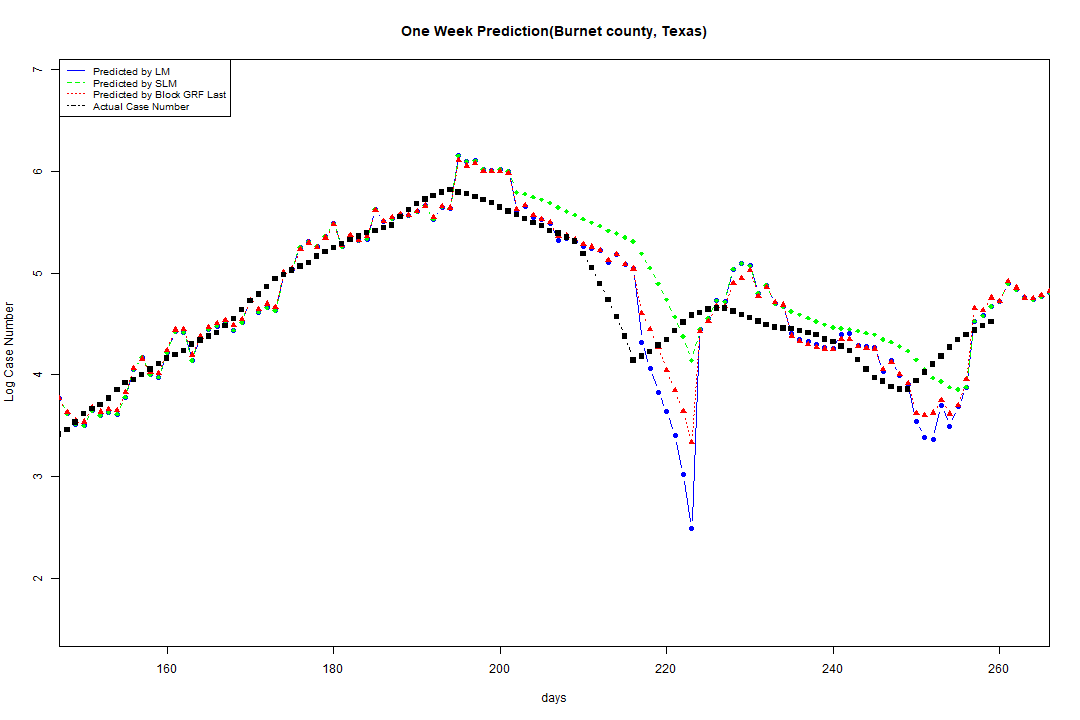 One Week Prediction(Burnet county, Texas)
Predicted by LM
Predicted by SLM
Predicted by Block GRF Last
Actual Case Number
Log Case Number
7
6
5
4
3
2
160 180 200 220 240 260
days